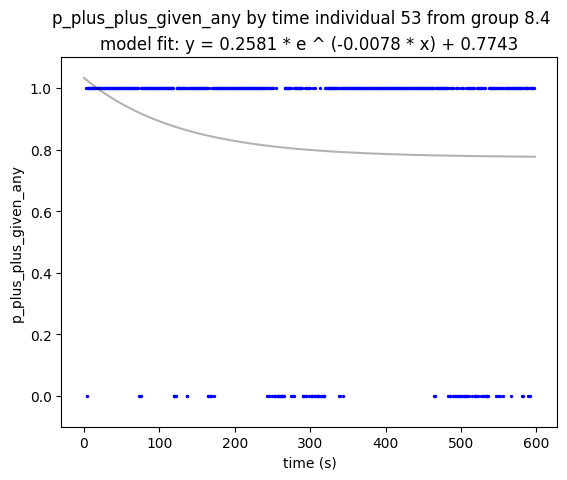 p_plus_plus_given_any by time individual 53 from group 8.4
model fit: y = 0.2581 * e ^ (-0.0078 * x) + 0.7743
1.0
0.8
0.6
0.4
0.2
0.0
p_plus_plus_given_any
0 100 200 300 400 500 600
time (s)